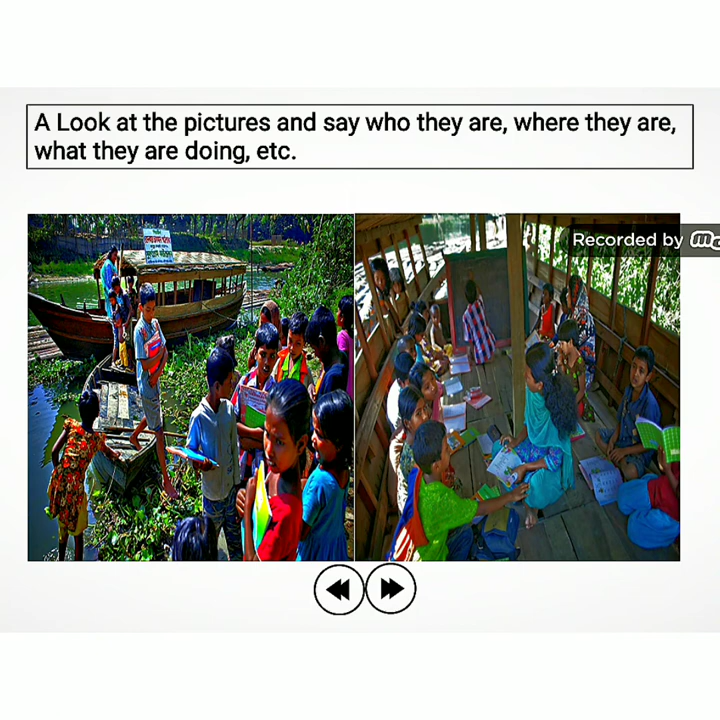 A Look at the pictures and say who they are, where they are,
what they are doing, etc.
Recorded by